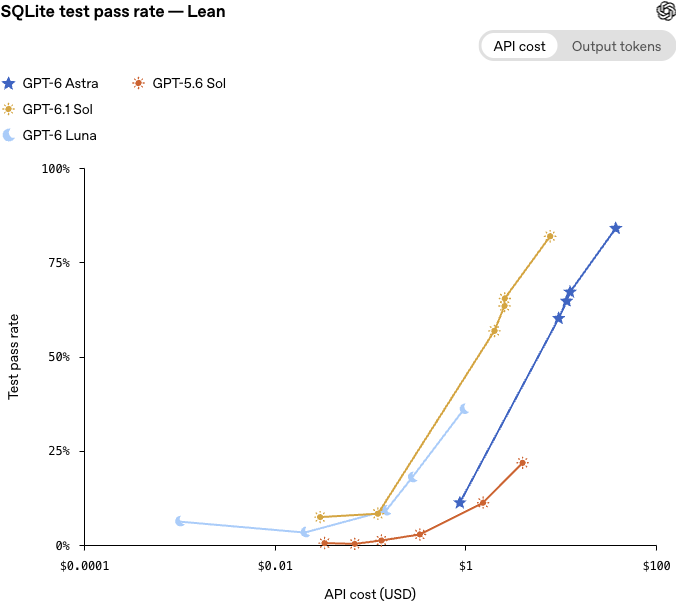 SQLite test pass rate — Lean
API cost Output tokens
GPT-6 Astra GPT-5.6 Sol
GPT-6.1 Sol
GPT-6 Luna
100%
75%
50%
25%
0%
Test pass rate
$0.0001 $0.01 $1 $100
API cost (USD)